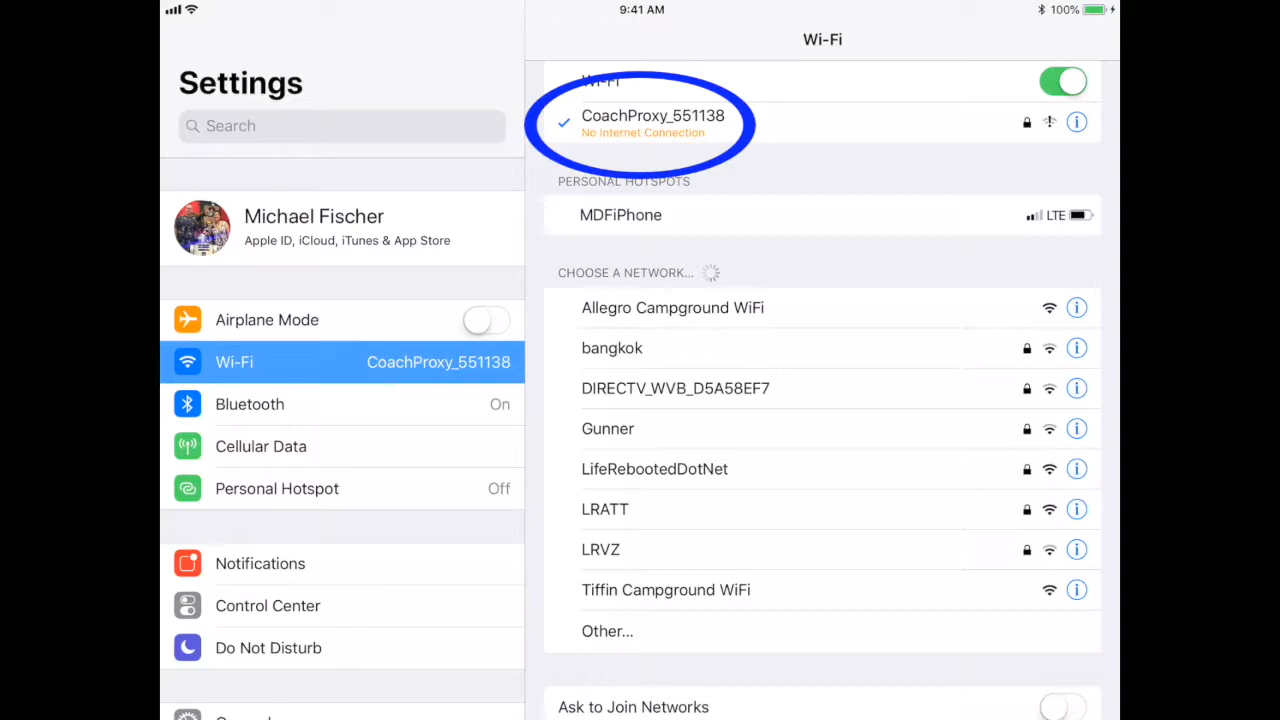 9:41 AM
100%
Settings
Search
Michael Fischer
Apple ID, iCloud, iTunes & App Store
Airplane Mode
Wi-Fi CoachProxy_551138
Bluetooth On
Cellular Data
Personal Hotspot Off
Notifications
Control Center
Do Not Disturb
Wi-Fi
Wi-Fi
CoachProxy_551138
No Internet Connection
PERSONAL HOTSPOTS
MDFiPhone LTE
CHOOSE A NETWORK...
Allegro Campground WiFi
bangkok
DIRECTV_WVB_D5A58EF7
Gunner
LifeRebootedDotNet
LRATT
LRVZ
Tiffin Campground WiFi
Other...
Ask to Join Networks